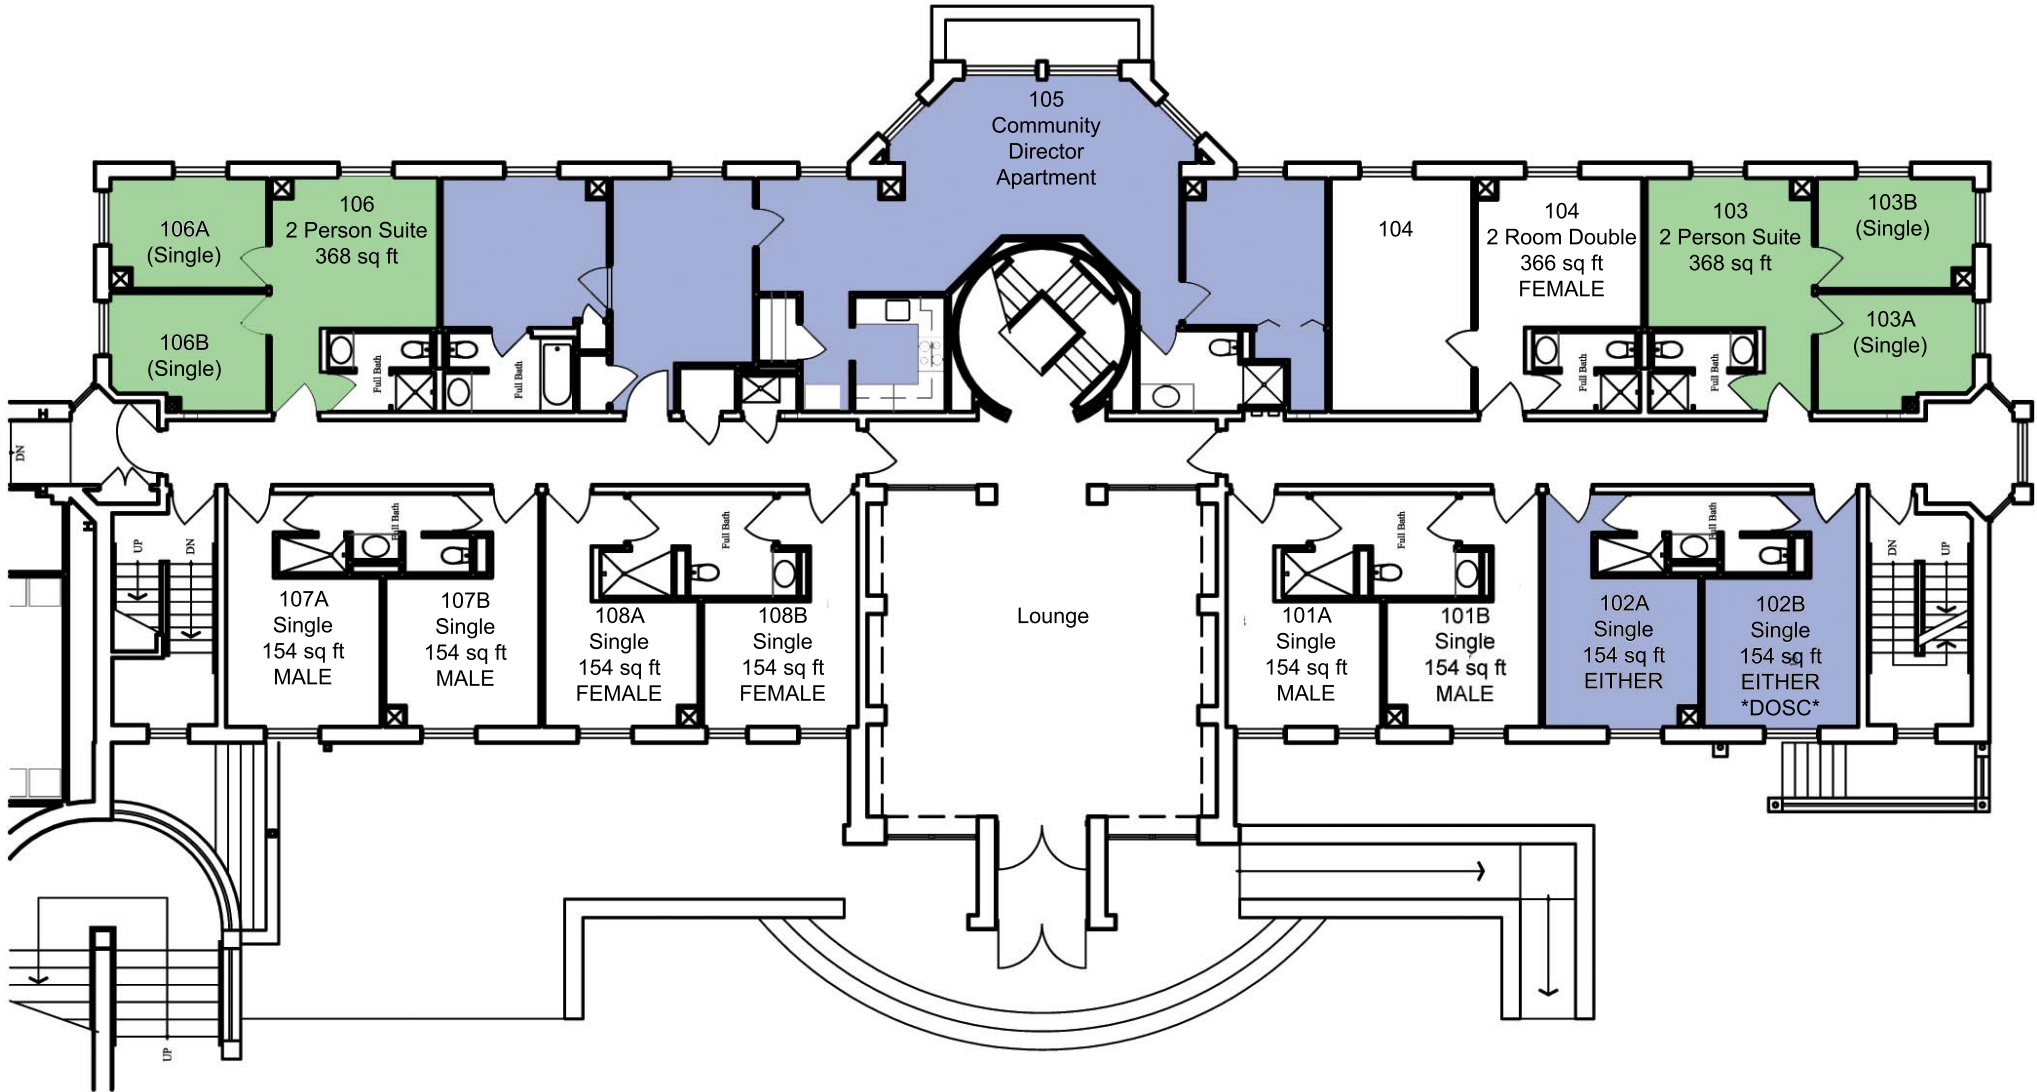 105
Community
Director
Apartment
106A
(Single)
106
2 Person Suite
368 sq ft
104
104
2 Room Double
366 sq ft
FEMALE
103
2 Person Suite
368 sq ft
103B
(Single)
106B
(Single)
103A
(Single)
Full Bath
Full Bath
Full Bath
Full Bath
DN
Full Bath
Full Bath
Full Bath
Full Bath
UP
DN
DN
UP
107A
Single
154 sq ft
MALE
107B
Single
154 sq ft
MALE
108A
Single
154 sq ft
FEMALE
108B
Single
154 sq ft
FEMALE
Lounge
101A
Single
154 sq ft
MALE
101B
Single
154 sq ft
MALE
102A
Single
154 sq ft
EITHER
102B
Single
154 sq ft
EITHER
*DOSC*
UP